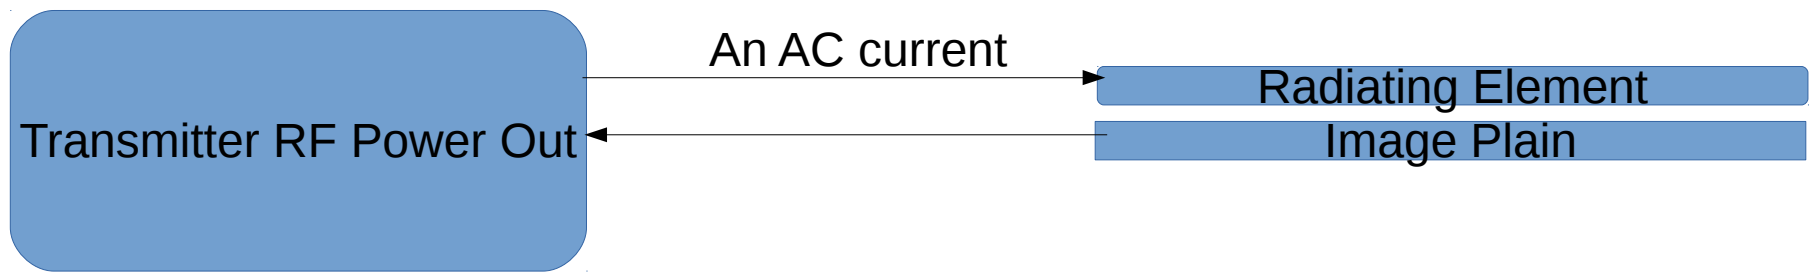 An AC current
Radiating Element
Transmitter RF Power Out
Image Plain